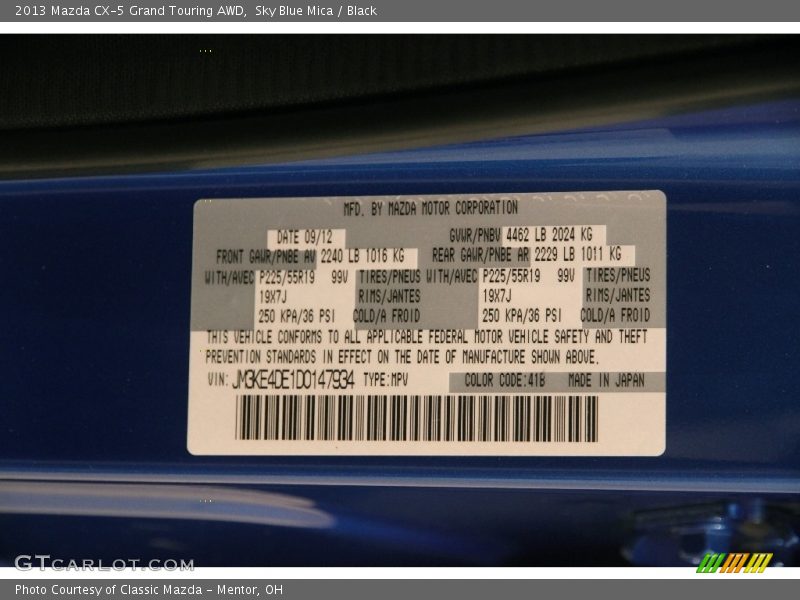 2013 Mazda CX-5 Grand Touring AWD, Sky Blue Mica / Black
MFD. BY MAZDA MOTOR CORPORATION
DATE 09/12 GVWR/PNBV 4462 LB 2024 KG
FRONT GAWR/PNBE AV 2240 LB 1016 KG REAR GAWR/PNBE AR 2229 LB 1011 KG
WITH/AVEC P225/55R19 99V TIRES/PNEUS WITH/AVEC P225/55R19 99V TIRES/PNEUS
19X7J RIMS/JANTES 19X7J RIMS/JANTES
250 KPA/36 PSI COLD/A FROID 250 KPA/36 PSI COLD/A FROID
THIS VEHICLE CONFORMS TO ALL APPLICABLE FEDERAL MOTOR VEHICLE SAFETY AND THEFT
PREVENTION STANDARDS IN EFFECT ON THE DATE OF MANUFACTURE SHOWN ABOVE.
VIN: JM3KE4DE1D0147934 TYPE:MPV COLOR CODE:41B MADE IN JAPAN
GTCARLOT.COM
Photo Courtesy of Classic Mazda - Mentor, OH